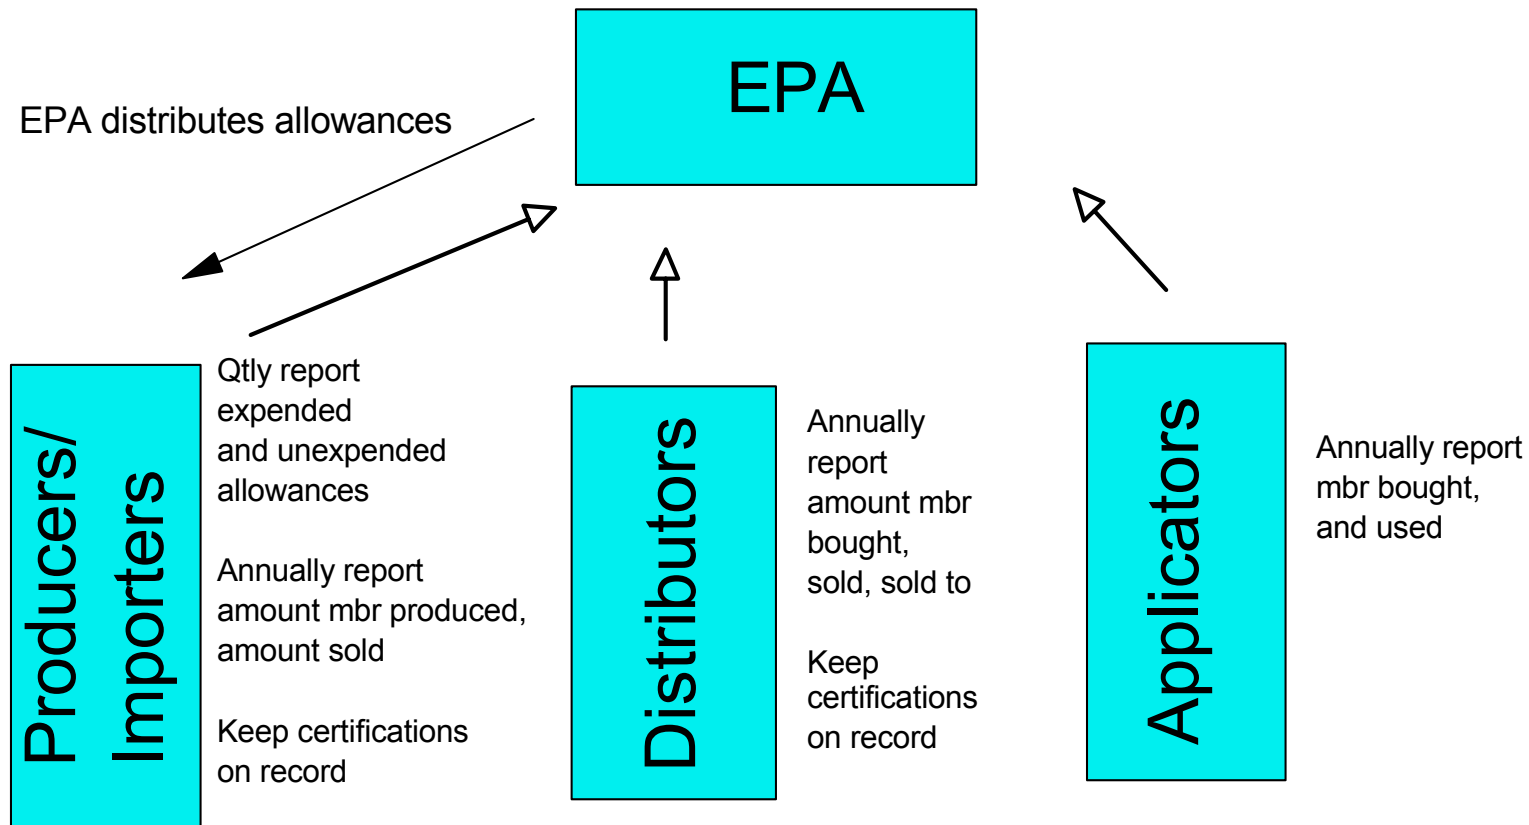 EPA
EPA distributes allowances
Producers/
Importers
Qtly report
expended
and unexpended
allowances
Annually report
amount mbr produced,
amount sold
Keep certifications
on record
Distributors
Annually
report
amount mbr
bought,
sold, sold to
Keep
certifications
on record
Applicators
Annually report
mbr bought,
and used